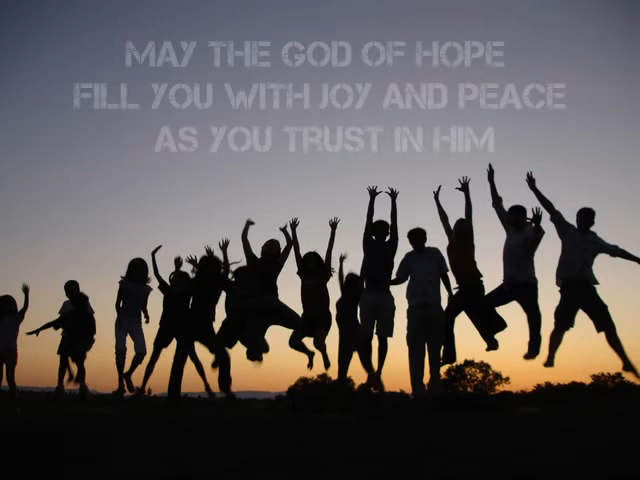 MAY THE GOD OF HOPE
FILL YOU WITH JOY AND PEACE
AS YOU TRUST IN HIM